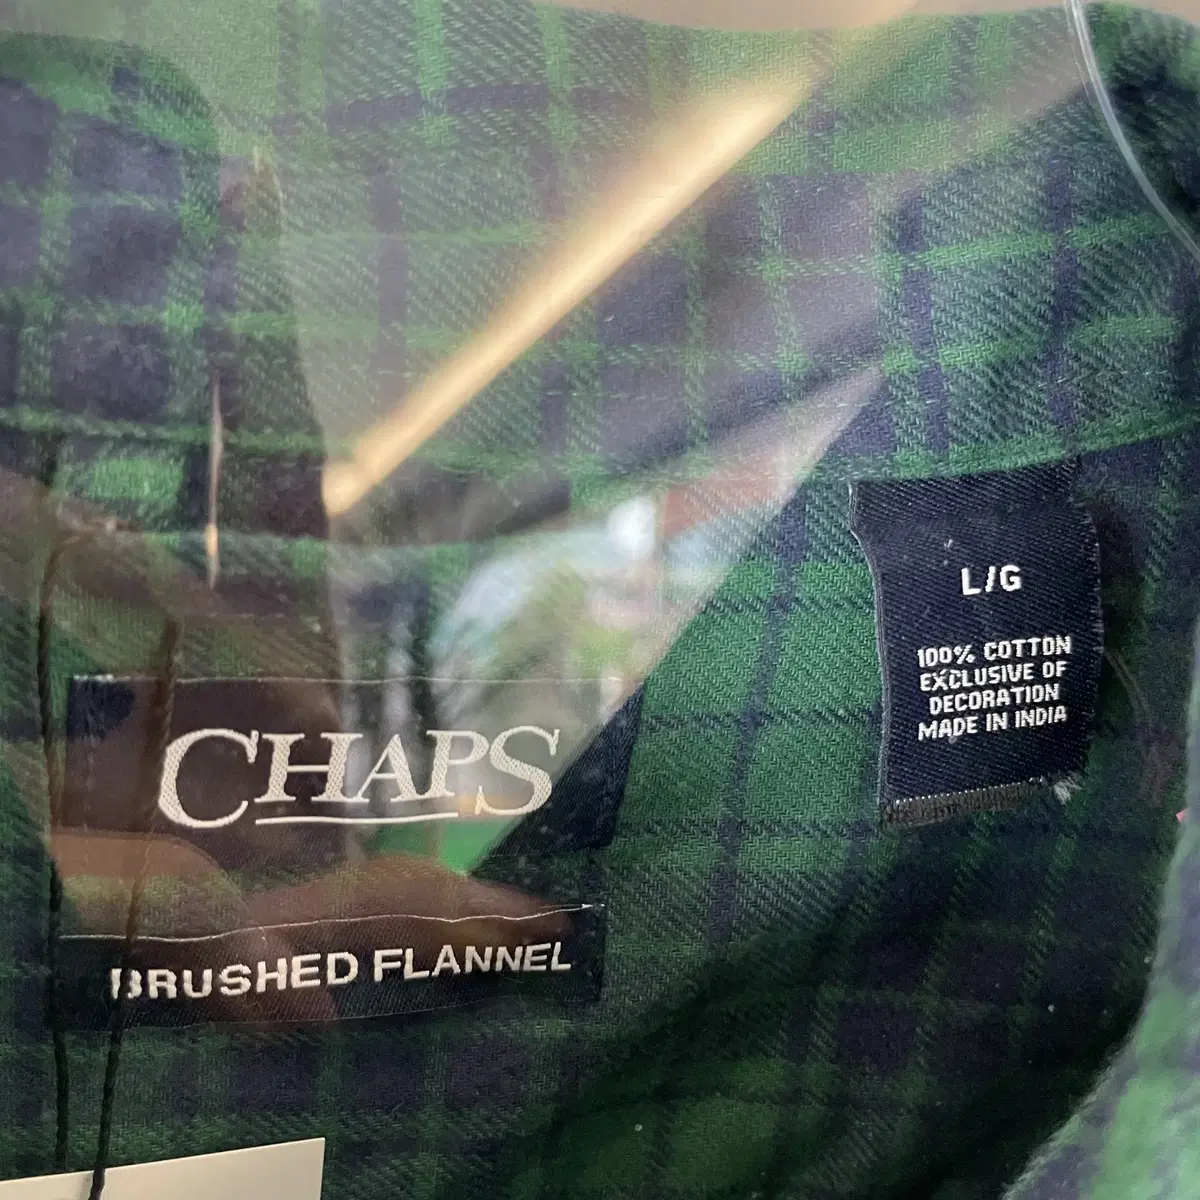 CHAPS
BRUSHED FLANNEL
L/G
100% COTTON
EXCLUSIVE OF
DECORATION
MADE IN INDIA